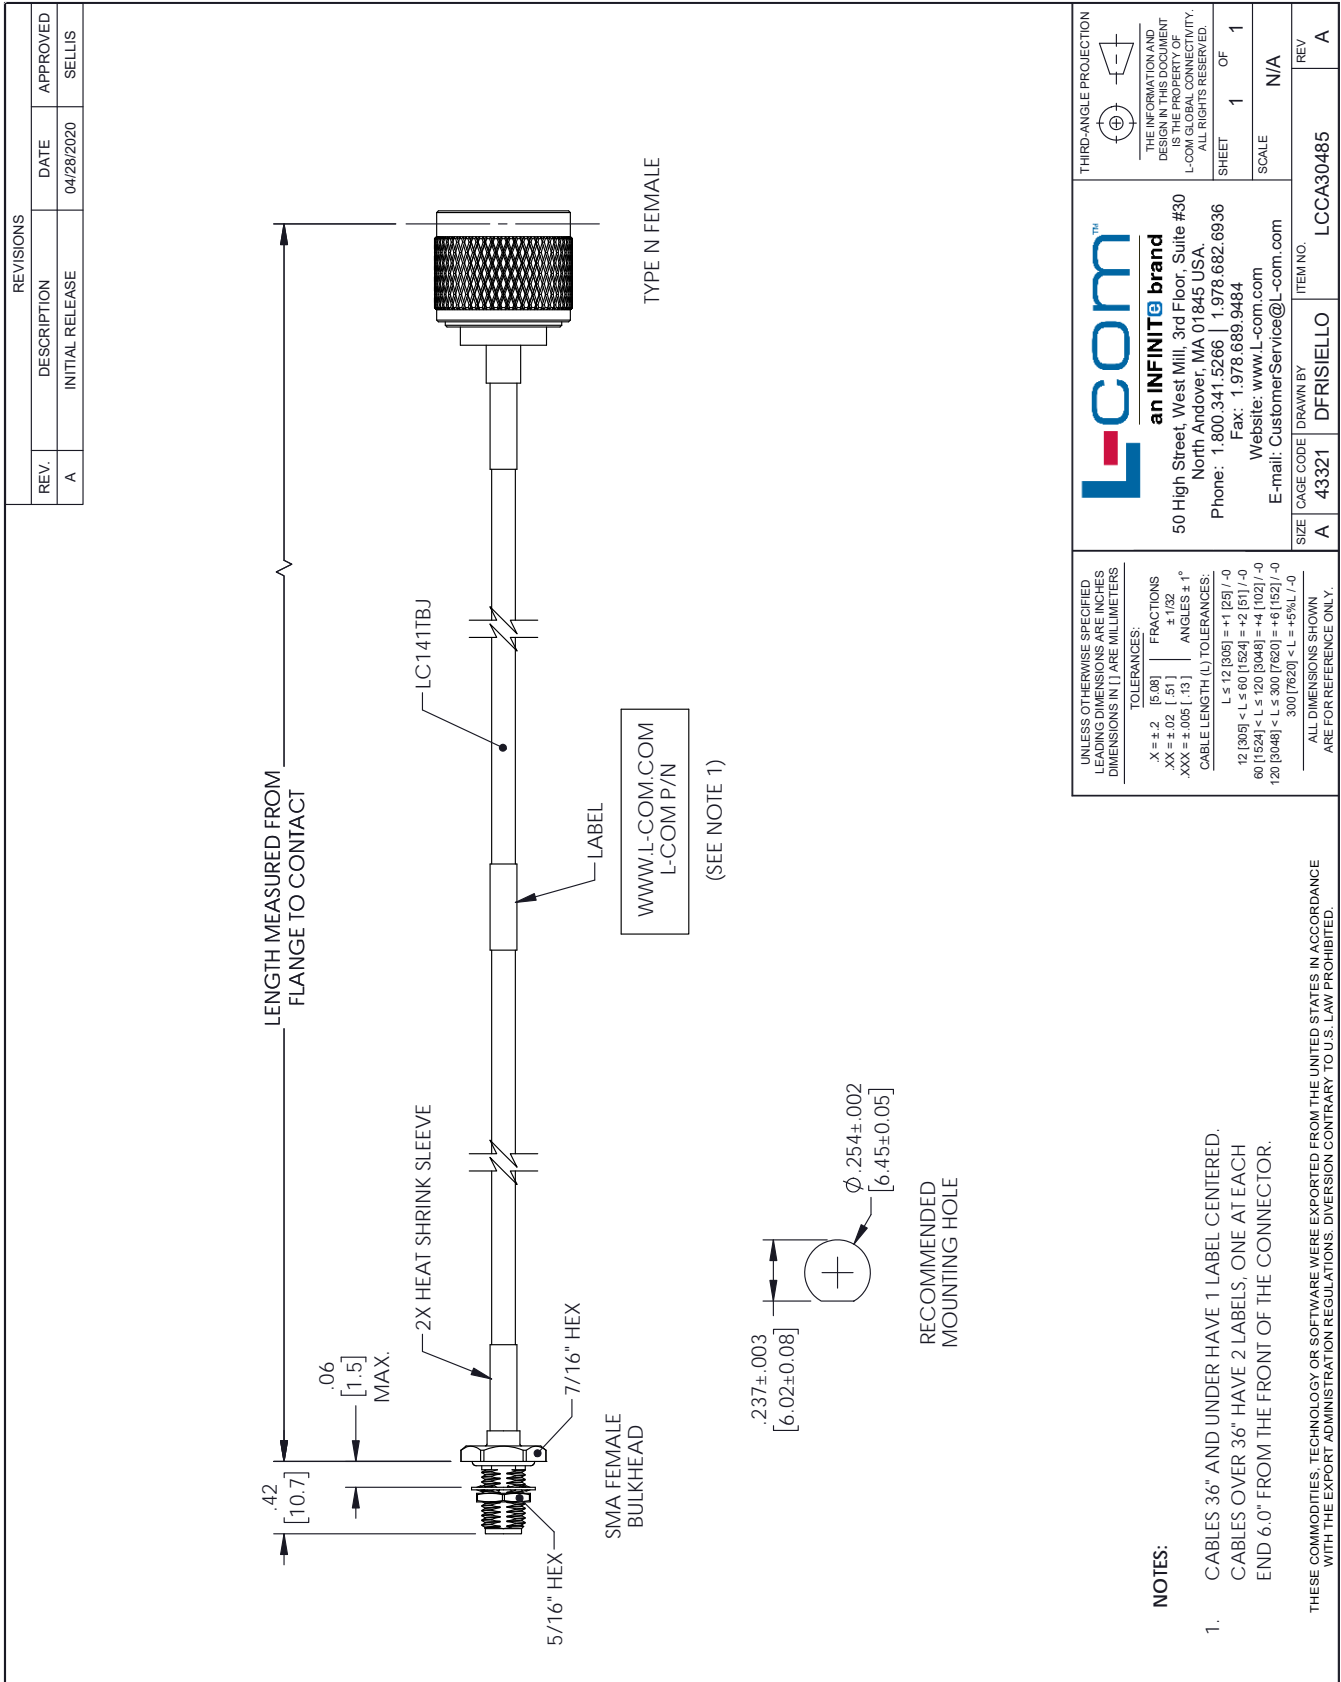 REVISIONS
REV. DESCRIPTION DATE APPROVED
A INITIAL RELEASE 04/28/2020 SELLIS
LENGTH MEASURED FROM
FLANGE TO CONTACT
.42
[10.7]
.06
[1.5]
MAX.
2X HEAT SHRINK SLEEVE
LC141TBJ
5/16" HEX
7/16" HEX
SMA FEMALE
BULKHEAD
LABEL
WWW.L-COM.COM
L-COM P/N
(SEE NOTE 1)
TYPE N FEMALE
.237±.003
[6.02±0.08]
Ø .254±.002
[6.45±0.05]
RECOMMENDED
MOUNTING HOLE
NOTES:
1. CABLES 36" AND UNDER HAVE 1 LABEL CENTERED.
CABLES OVER 36" HAVE 2 LABELS, ONE AT EACH
END 6.0" FROM THE FRONT OF THE CONNECTOR.
THESE COMMODITIES, TECHNOLOGY OR SOFTWARE WERE EXPORTED FROM THE UNITED STATES IN ACCORDANCE
WITH THE EXPORT ADMINISTRATION REGULATIONS. DIVERSION CONTRARY TO U.S. LAW PROHIBITED.
UNLESS OTHERWISE SPECIFIED
LEADING DIMENSIONS ARE INCHES
DIMENSIONS IN [ ] ARE MILLIMETERS
TOLERANCES:
.X = ±.2 [5.08] FRACTIONS
.XX = ±.02 [.51] ± 1/32
.XXX = ±.005 [.13] ANGLES ± 1°
CABLE LENGTH (L) TOLERANCES:
L ≤ 12 [305] = +1 [25] / -0
12 [305] < L ≤ 60 [1524] = +2 [51] / -0
60 [1524] < L ≤ 120 [3048] = +4 [102] / -0
120 [3048] < L ≤ 300 [7620] = +6 [152] / -0
300 [7620] < L = +5%L / -0
ALL DIMENSIONS SHOWN
ARE FOR REFERENCE ONLY.
L-com™
an INFINITe brand
50 High Street, West Mill, 3rd Floor, Suite #30
North Andover, MA 01845 USA.
Phone: 1.800.341.5266 | 1.978.682.6936
Fax: 1.978.689.9484
Website: www.L-com.com
E-mail: CustomerService@L-com.com
THIRD-ANGLE PROJECTION
THE INFORMATION AND
DESIGN IN THIS DOCUMENT
IS THE PROPERTY OF
L-COM GLOBAL CONNECTIVITY.
ALL RIGHTS RESERVED.
SHEET 1 OF 1
SCALE N/A
SIZE A
CAGE CODE 43321
DRAWN BY DFRISIELLO
ITEM NO. LCCA30485
REV A